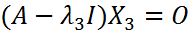 (A − λ₃I)X₃ = O